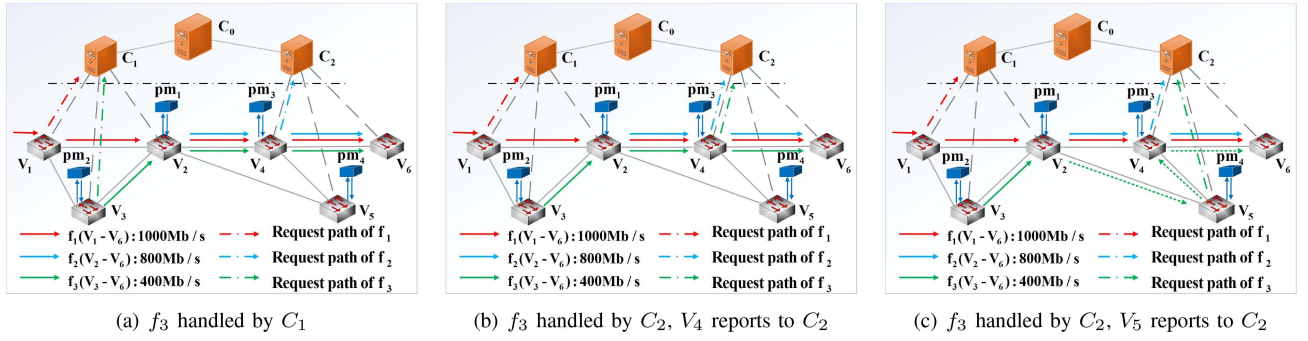 C₀
C₁
C₂
pm₁
pm₃
pm₂
pm₄
V₁
V₂
V₄
V₆
V₃
V₅
f₁(V₁ - V₆) : 1000Mb / s
Request path of f₁
f₂(V₂ - V₆) : 800Mb / s
Request path of f₂
f₃(V₃ - V₆) : 400Mb / s
Request path of f₃
(a) f₃ handled by C₁
C₀
C₁
C₂
pm₁
pm₃
pm₂
pm₄
V₁
V₂
V₄
V₆
V₃
V₅
f₁(V₁ - V₆) : 1000Mb / s
Request path of f₁
f₂(V₂ - V₆) : 800Mb / s
Request path of f₂
f₃(V₃ - V₆) : 400Mb / s
Request path of f₃
(b) f₃ handled by C₂, V₄ reports to C₂
C₀
C₁
C₂
pm₁
pm₃
pm₂
pm₄
V₁
V₂
V₄
V₆
V₃
V₅
f₁(V₁ - V₆) : 1000Mb / s
Request path of f₁
f₂(V₂ - V₆) : 800Mb / s
Request path of f₂
f₃(V₃ - V₆) : 400Mb / s
Request path of f₃
(c) f₃ handled by C₂, V₅ reports to C₂